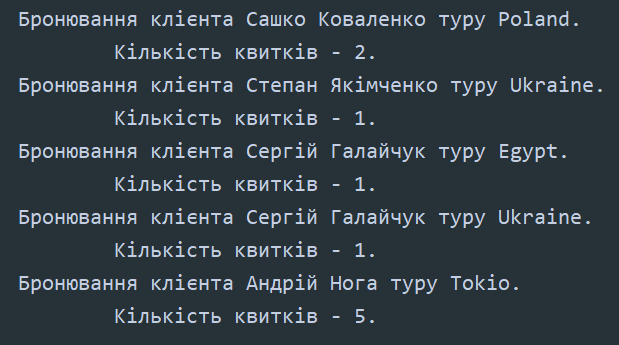 Бронювання клієнта Сашко Коваленко туру Poland.
Кількість квитків - 2.
Бронювання клієнта Степан Якімченко туру Ukraine.
Кількість квитків - 1.
Бронювання клієнта Сергій Галайчук туру Egypt.
Кількість квитків - 1.
Бронювання клієнта Сергій Галайчук туру Ukraine.
Кількість квитків - 1.
Бронювання клієнта Андрій Нога туру Tokio.
Кількість квитків - 5.